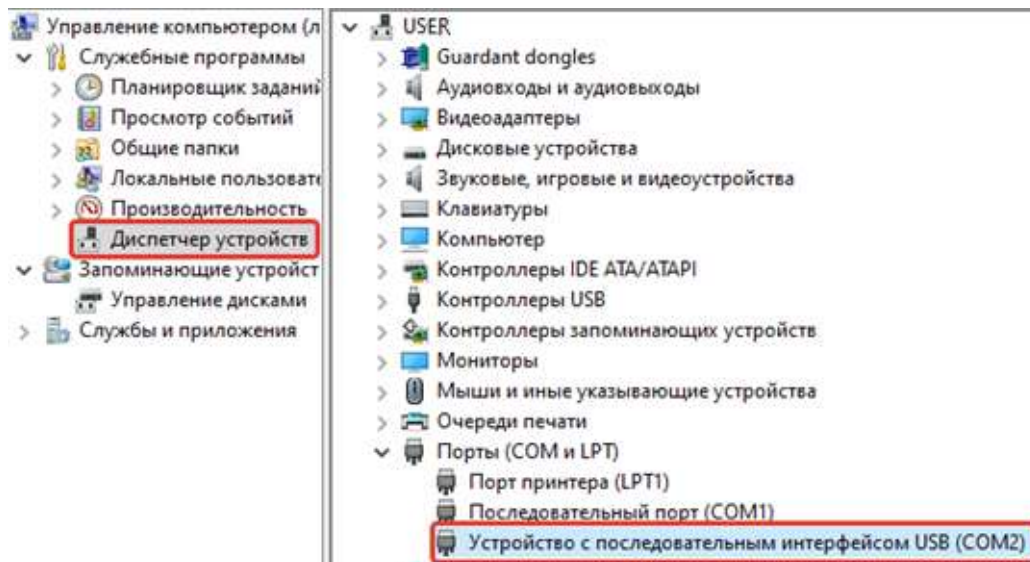 Управление компьютером (л
Служебные программы
Планировщик заданий
Просмотр событий
Общие папки
Локальные пользовате
Производительность
Диспетчер устройств
Запоминающие устройст
Управление дисками
Службы и приложения
USER
Guardant dongles
Аудиовходы и аудиовыходы
Видеоадаптеры
Дисковые устройства
Звуковые, игровые и видеоустройства
Клавиатуры
Компьютер
Контроллеры IDE ATA/ATAPI
Контроллеры USB
Контроллеры запоминающих устройств
Мониторы
Мыши и иные указывающие устройства
Очереди печати
Порты (COM и LPT)
Порт принтера (LPT1)
Последовательный порт (COM1)
Устройство с последовательным интерфейсом USB (COM2)